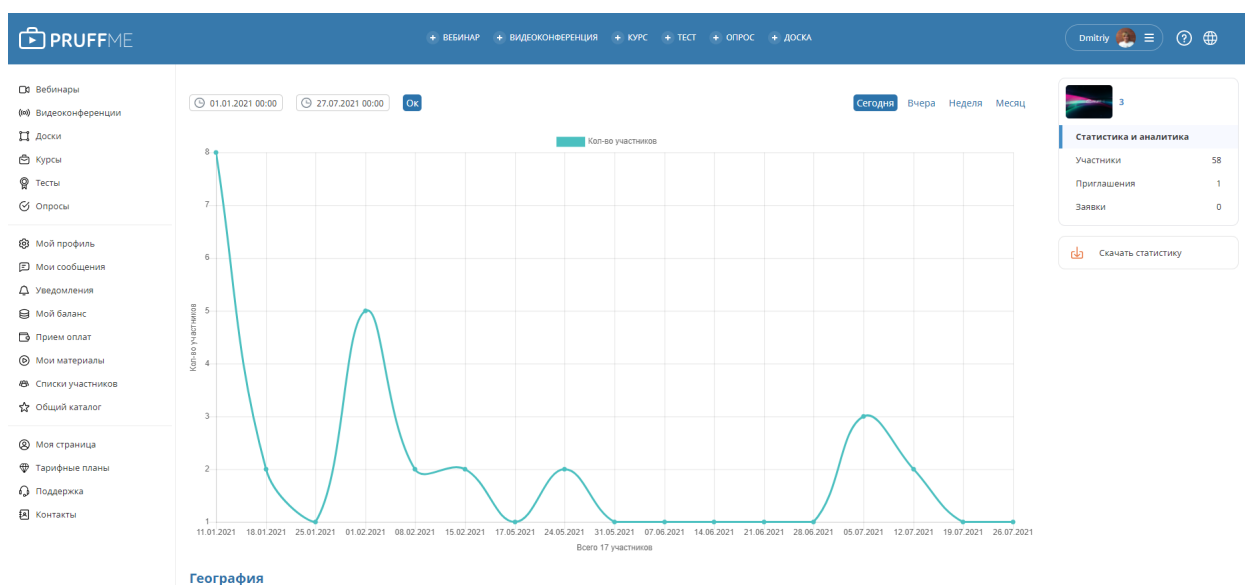 PRUFFME
+ ВЕБИНАР + ВИДЕОКОНФЕРЕНЦИЯ + КУРС + ТЕСТ + ОПРОС + ДОСКА
Dmitriy
Вебинары
Видеоконференции
Доски
Курсы
Тесты
Опросы
Мой профиль
Мои сообщения
Уведомления
Мой баланс
Прием оплат
Мои материалы
Списки участников
Общий каталог
Моя страница
Тарифные планы
Поддержка
Контакты
01.01.2021 00:00 27.07.2021 00:00 Ок
Сегодня Вчера Неделя Месяц
Кол-во участников
Кол-во участников
8
7
6
5
4
3
2
1
11.01.2021 18.01.2021 25.01.2021 01.02.2021 08.02.2021 15.02.2021 17.05.2021 24.05.2021 31.05.2021 07.06.2021 14.06.2021 21.06.2021 28.06.2021 05.07.2021 12.07.2021 19.07.2021 26.07.2021
Всего 17 участников
География
3
Статистика и аналитика
Участники 58
Приглашения 1
Заявки 0
Скачать статистику